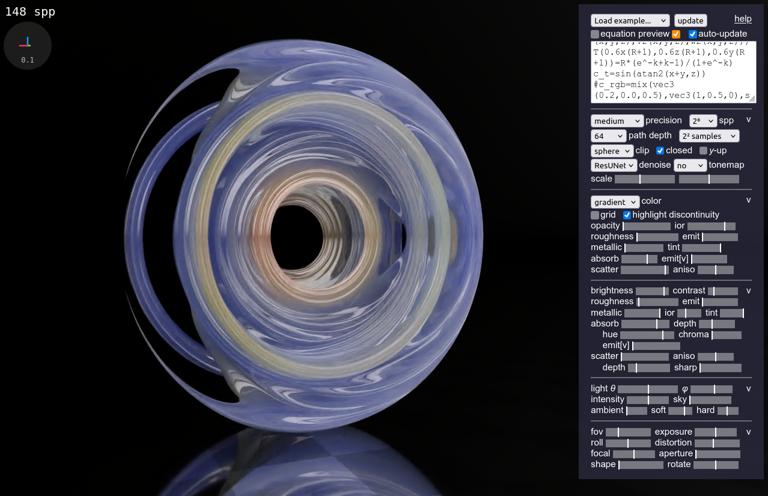 148 spp
0.1
Load example... update help
equation preview auto-update
T(0.6x(R+1),0.6z(R+1),0.6y(R
+1))=R*(e^-k+k-1)/(1+e^-k)
c_t=sin(atan2(x+y,z))
#c_rgb=mix(vec3
(0.2,0.0,0.5),vec3(1,0.5,0),s
medium precision 2⁶ spp v
64 path depth 2² samples
sphere clip closed y-up
ResUNet denoise no tonemap
scale
gradient color
grid highlight discontinuity
opacity ior
roughness emit
metallic tint
absorb emit[v]
scatter aniso
brightness contrast v
roughness emit
metallic ior tint
absorb depth
hue chroma
emit[v]
scatter aniso
depth sharp
light θ φ v
intensity sky
ambient soft hard
fov exposure v
roll distortion
focal aperture
shape rotate